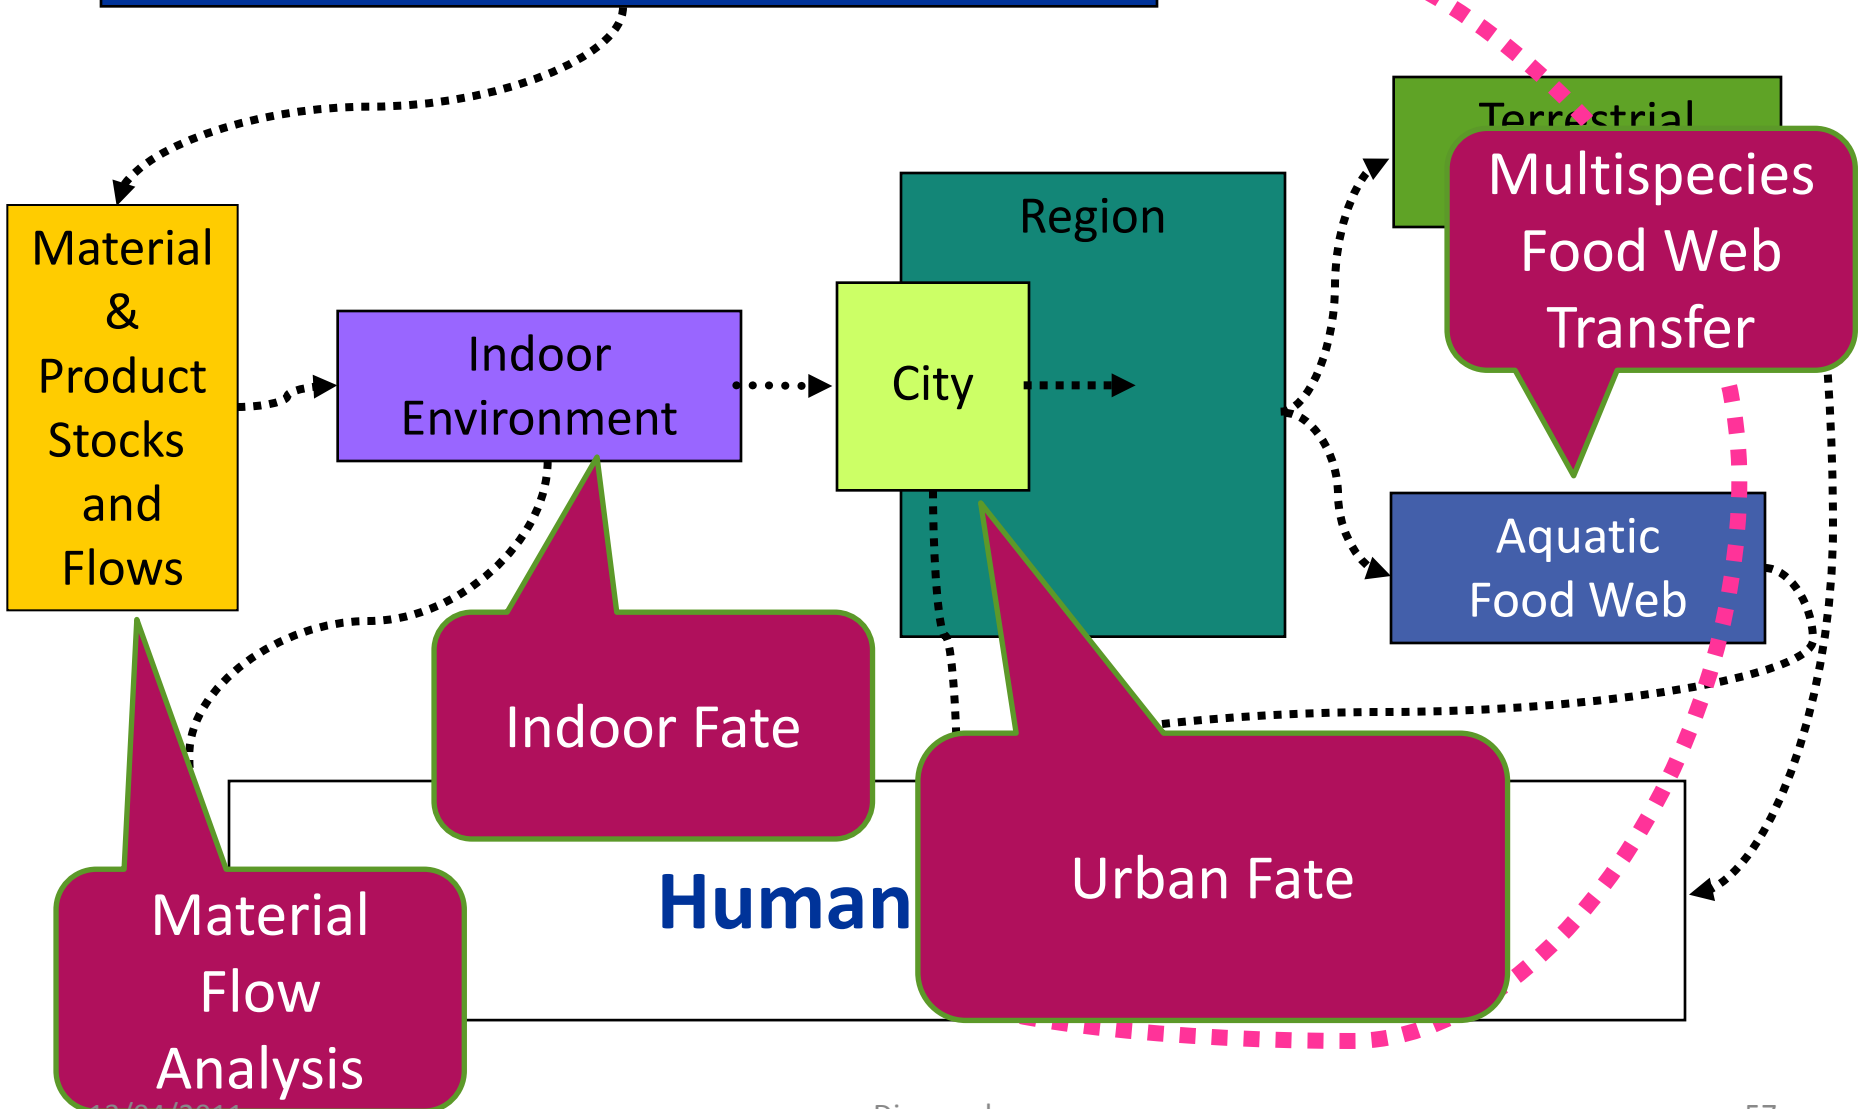 Terrestrial
Multispecies
Food Web
Transfer
Region
Material
&
Product
Stocks
and
Flows
Indoor
Environment
City
Aquatic
Food Web
Indoor Fate
Urban Fate
Human
Material
Flow
Analysis